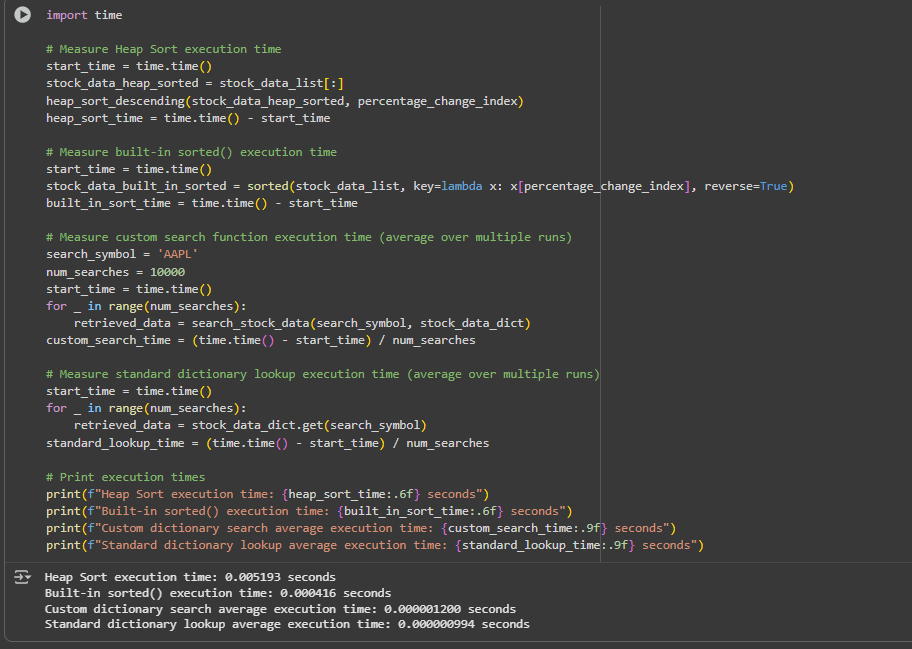 import time
# Measure Heap Sort execution time
start_time = time.time()
stock_data_heap_sorted = stock_data_list[:]
heap_sort_descending(stock_data_heap_sorted, percentage_change_index)
heap_sort_time = time.time() - start_time
# Measure built-in sorted() execution time
start_time = time.time()
stock_data_built_in_sorted = sorted(stock_data_list, key=lambda x: x[percentage_change_index], reverse=True)
built_in_sort_time = time.time() - start_time
# Measure custom search function execution time (average over multiple runs)
search_symbol = 'AAPL'
num_searches = 10000
start_time = time.time()
for _ in range(num_searches):
    retrieved_data = search_stock_data(search_symbol, stock_data_dict)
custom_search_time = (time.time() - start_time) / num_searches
# Measure standard dictionary lookup execution time (average over multiple runs)
start_time = time.time()
for _ in range(num_searches):
    retrieved_data = stock_data_dict.get(search_symbol)
standard_lookup_time = (time.time() - start_time) / num_searches
# Print execution times
print(f"Heap Sort execution time: {heap_sort_time:.6f} seconds")
print(f"Built-in sorted() execution time: {built_in_sort_time:.6f} seconds")
print(f"Custom dictionary search average execution time: {custom_search_time:.9f} seconds")
print(f"Standard dictionary lookup average execution time: {standard_lookup_time:.9f} seconds")
Heap Sort execution time: 0.005193 seconds
Built-in sorted() execution time: 0.000416 seconds
Custom dictionary search average execution time: 0.000001200 seconds
Standard dictionary lookup average execution time: 0.000000994 seconds